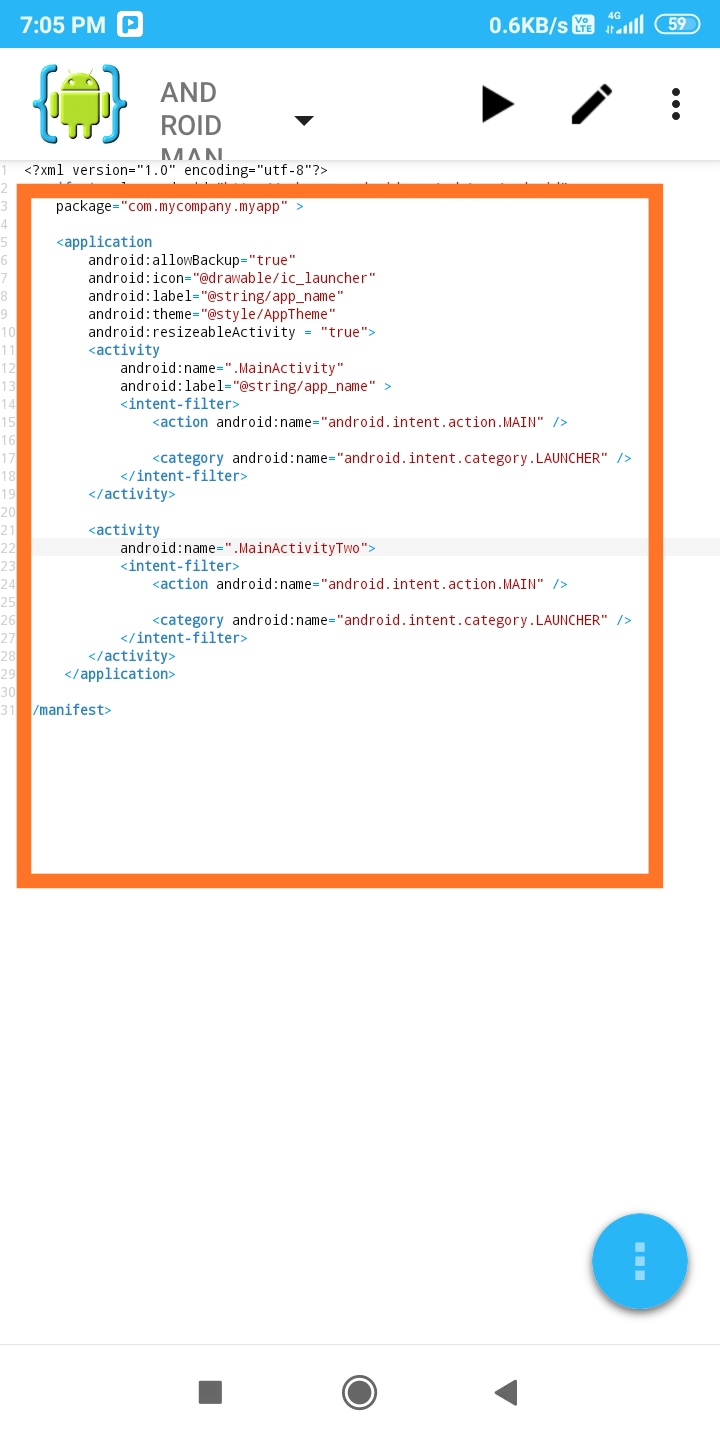 7:05 PM
0.6KB/s Vo LTE 4G 59
AND
ROID
MAN
1 <?xml version="1.0" encoding="utf-8"?>
2
3 package="com.mycompany.myapp" >
4
5 <application
6 android:allowBackup="true"
7 android:icon="@drawable/ic_launcher"
8 android:label="@string/app_name"
9 android:theme="@style/AppTheme"
10 android:resizeableActivity = "true">
11 <activity
12 android:name=".MainActivity"
13 android:label="@string/app_name" >
14 <intent-filter>
15 <action android:name="android.intent.action.MAIN" />
16
17 <category android:name="android.intent.category.LAUNCHER" />
18 </intent-filter>
19 </activity>
20
21 <activity
22 android:name=".MainActivityTwo">
23 <intent-filter>
24 <action android:name="android.intent.action.MAIN" />
25
26 <category android:name="android.intent.category.LAUNCHER" />
27 </intent-filter>
28 </activity>
29 </application>
30
31 /manifest>